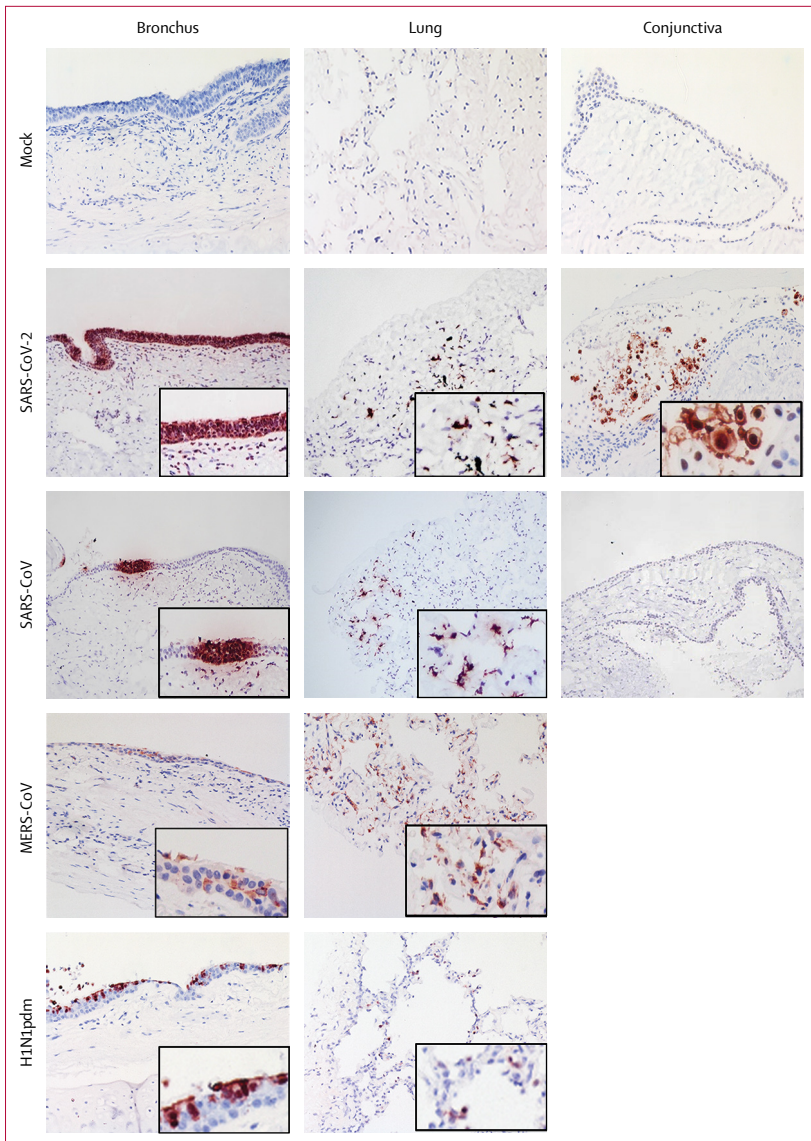 Bronchus
Lung
Conjunctiva
Mock
SARS-CoV-2
SARS-CoV
MERS-CoV
H1N1pdm